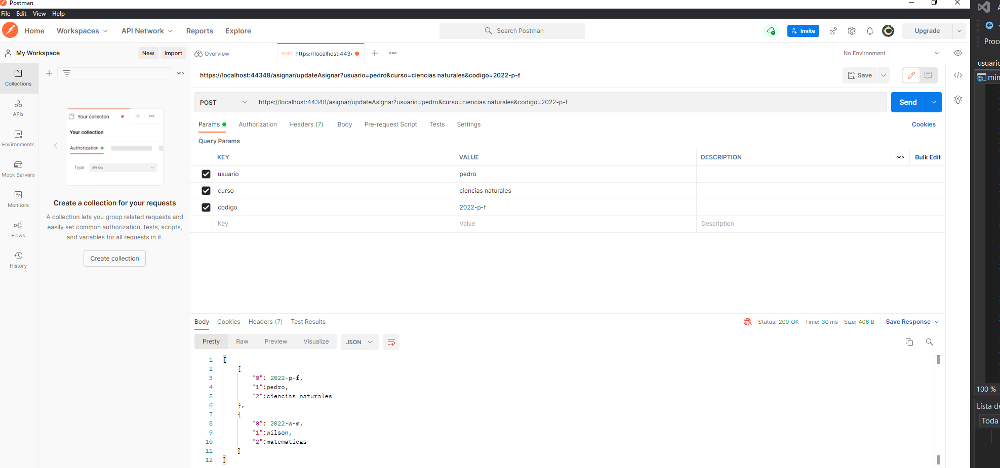 Postman
File Edit View Help
Home Workspaces API Network Reports Explore Search Postman Invite Upgrade
My Workspace New Import Overview POST https://localhost:443 No Environment
https://localhost:44348/asignar/updateAsignar?usuario=pedro&curso=ciencias naturales&codigo=2022-p-f Save
POST https://localhost:44348/asignar/updateAsignar?usuario=pedro&curso=ciencias naturales&codigo=2022-p-f Send
Params Authorization Headers (7) Body Pre-request Script Tests Settings Cookies
Query Params
KEY VALUE DESCRIPTION Bulk Edit
usuario pedro
curso ciencias naturales
codigo 2022-p-f
Key Value Description
Collections
APIs
Environments
Mock Servers
Monitors
Flows
History
Your collecton
Your collection
Authorization
Type API Key
Create a collection for your requests
A collection lets you group related requests and
easily set common authorization, tests, scripts,
and variables for all requests in it.
Create collection
Body Cookies Headers (7) Test Results Status: 200 OK Time: 30 ms Size: 406 B Save Response
Pretty Raw Preview Visualize JSON
1 [
2 {
3 "0": 2022-p-f,
4 "1":pedro,
5 "2":ciencias naturales
6 },
7 {
8 "0": 2022-w-m,
9 "1":wilson,
10 "2":matematicas
11 }
12 ]
Proce
usuario
min
100 %
Lista de
Toda